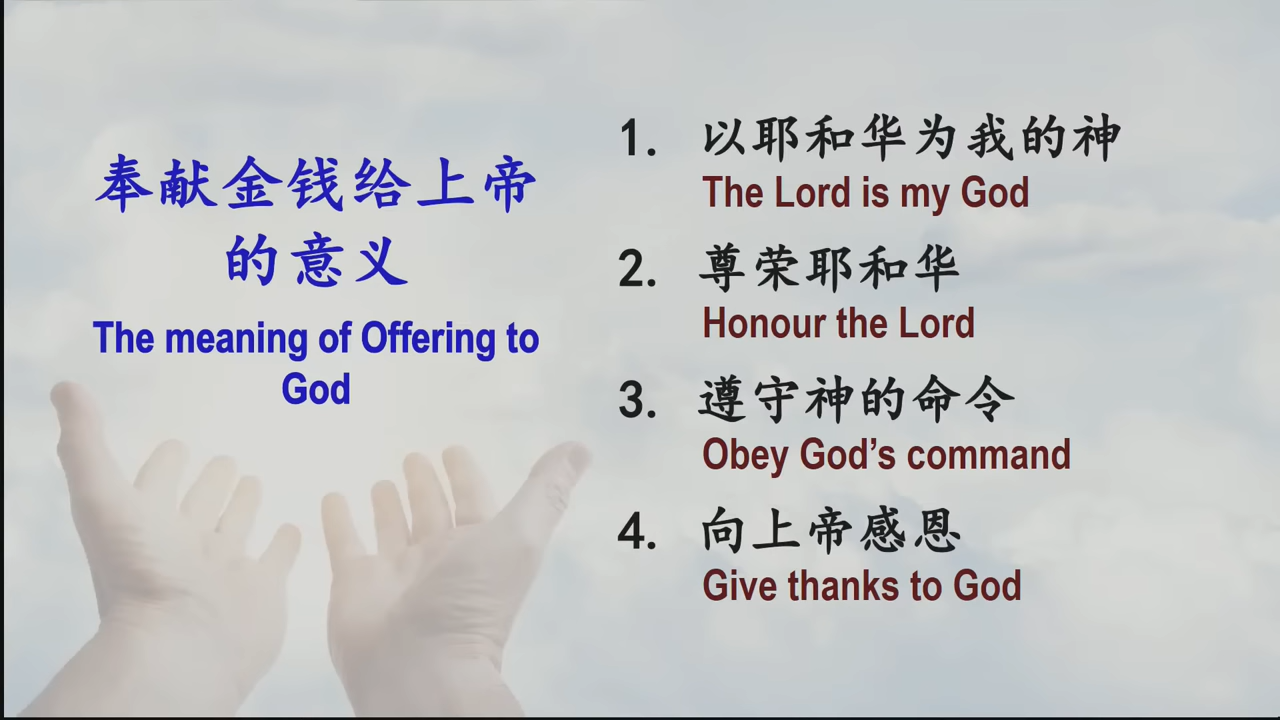 奉献金钱给上帝
的意义
The meaning of Offering to
God
1. 以耶和华为我的神
The Lord is my God
2. 尊荣耶和华
Honour the Lord
3. 遵守神的命令
Obey God’s command
4. 向上帝感恩
Give thanks to God